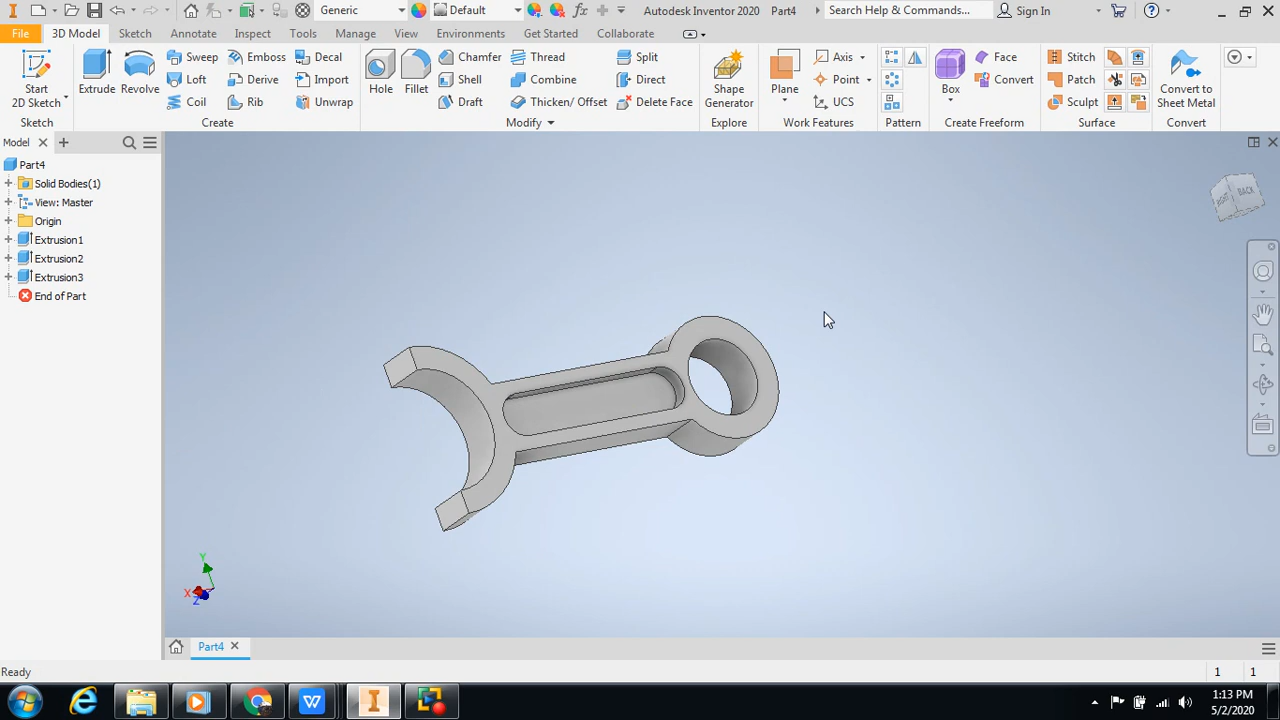 Generic Default Autodesk Inventor 2020 Part4 Search Help & Commands... Sign In
File 3D Model Sketch Annotate Inspect Tools Manage View Environments Get Started Collaborate
Start 2D Sketch Extrude Revolve Sweep Emboss Decal Hole Fillet Chamfer Thread Split Shape Generator Plane Axis Box Face Stitch Convert to Sheet Metal
Loft Derive Import Shell Combine Direct Point Convert Patch
Coil Rib Unwrap Draft Thicken/ Offset Delete Face UCS Sculpt
Sketch Create Modify Explore Work Features Pattern Create Freeform Surface Convert
Model
Part4
Solid Bodies(1)
View: Master
Origin
Extrusion1
Extrusion2
Extrusion3
End of Part
RIGHT BACK
Y
X
Z
Part4
Ready 1 1
1:13 PM
5/2/2020